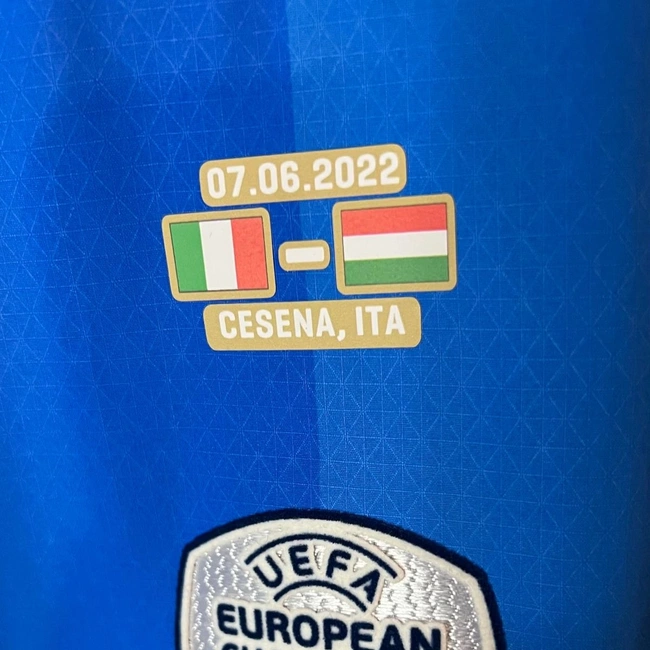 07.06.2022
CESENA, ITA
UEFA
EUROPEAN